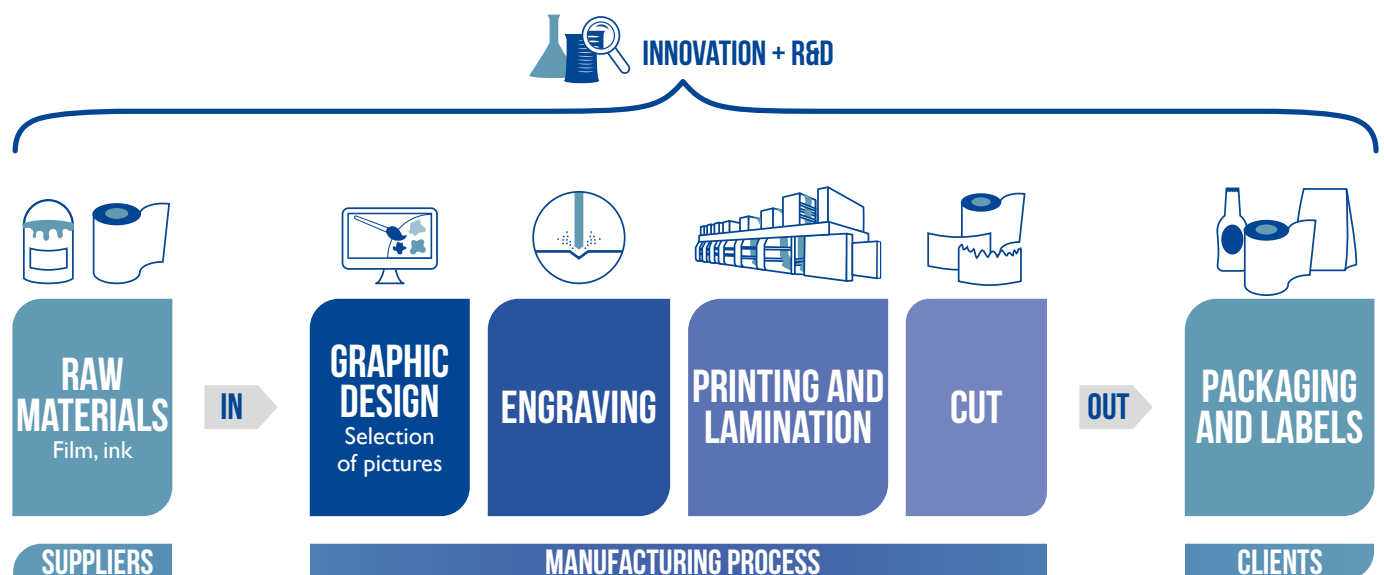 INNOVATION + R&D
RAW
MATERIALS
Film, ink
IN
GRAPHIC
DESIGN
Selection
of pictures
ENGRAVING
PRINTING AND
LAMINATION
CUT
OUT
PACKAGING
AND LABELS
SUPPLIERS
MANUFACTURING PROCESS
CLIENTS